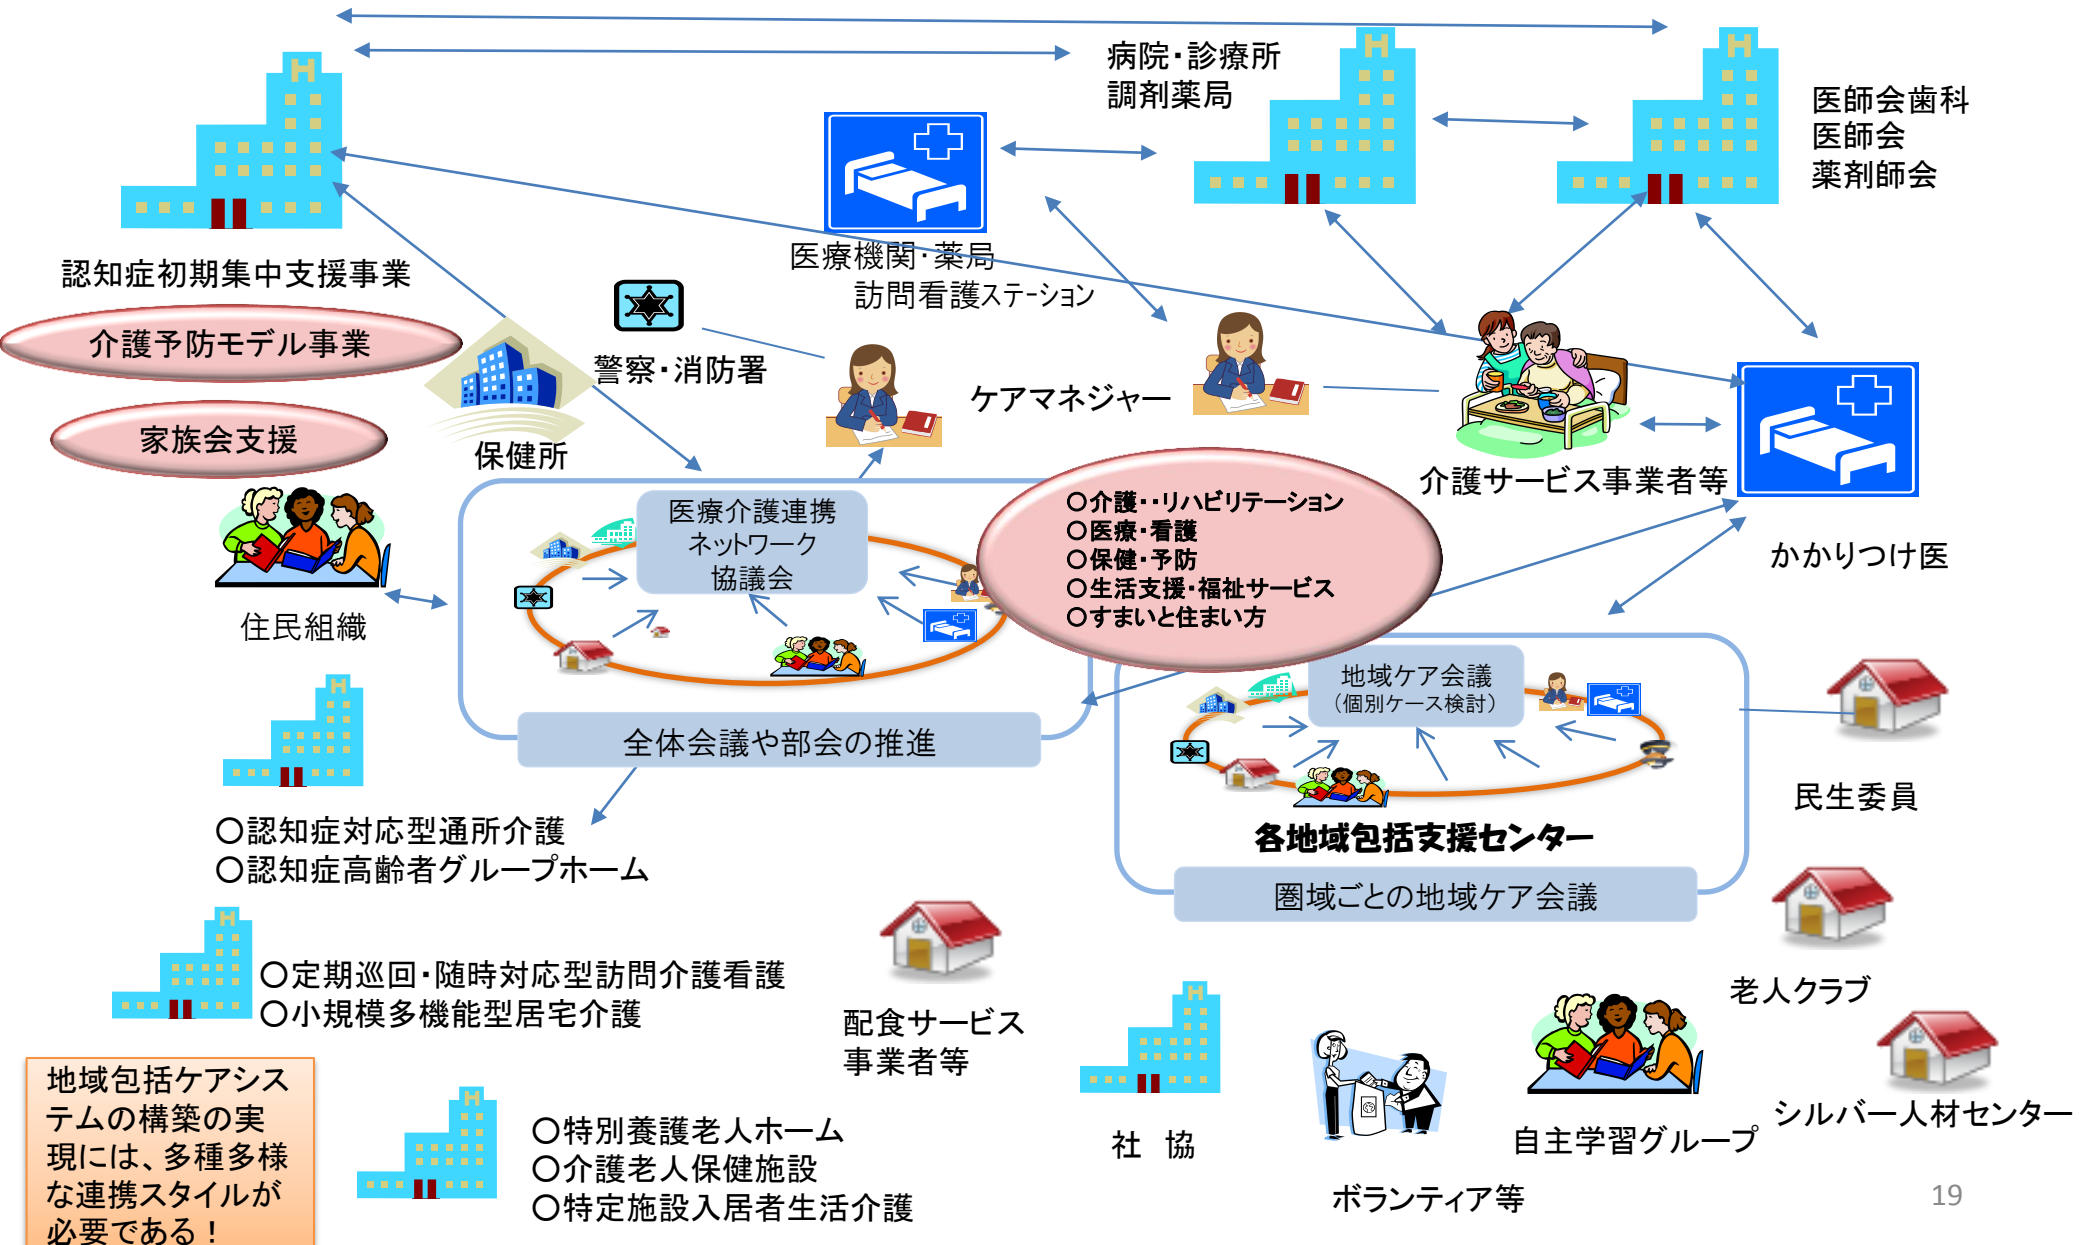 病院・診療所
調剤薬局
医師会歯科
医師会
薬剤師会
認知症初期集中支援事業
医療機関・薬局
訪問看護ステーション
介護予防モデル事業
警察・消防署
ケアマネジャー
家族会支援
保健所
介護サービス事業者等
かかりつけ医
住民組織
医療介護連携
ネットワーク
協議会
〇介護・・リハビリテーション
〇医療・看護
〇保健・予防
〇生活支援・福祉サービス
〇すまいと住まい方
全体会議や部会の推進
地域ケア会議
（個別ケース検討）
各地域包括支援センター
圏域ごとの地域ケア会議
民生委員
〇認知症対応型通所介護
〇認知症高齢者グループホーム
〇定期巡回・随時対応型訪問介護看護
〇小規模多機能型居宅介護
配食サービス
事業者等
老人クラブ
シルバー人材センター
自主学習グループ
社 協
ボランティア等
地域包括ケアシス
テムの構築の実
現には、多種多様
な連携スタイルが
必要である！
〇特別養護老人ホーム
〇介護老人保健施設
〇特定施設入居者生活介護
19